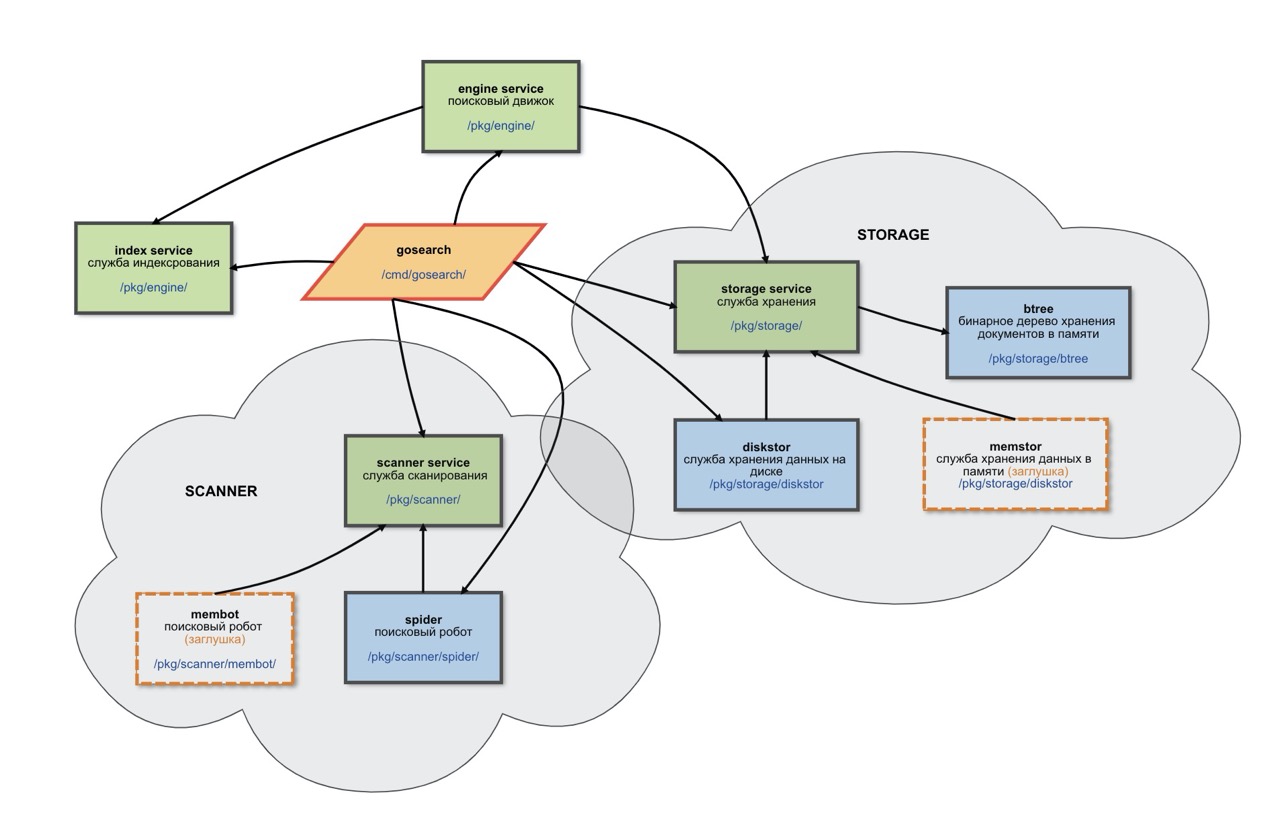 engine service
поисковый движок
/pkg/engine/
STORAGE
index service
служба индексрования
/pkg/engine/
gosearch
/cmd/gosearch/
storage service
служба хранения
/pkg/storage/
btree
бинарное дерево хранения
документов в памяти
/pkg/storage/btree
SCANNER
scanner service
служба сканирования
/pkg/scanner/
diskstor
служба хранения данных на
диске
/pkg/storage/diskstor
memstor
служба хранения данных в
памяти (заглушка)
/pkg/storage/diskstor
membot
поисковый робот
(заглушка)
/pkg/scanner/membot/
spider
поисковый робот
/pkg/scanner/spider/